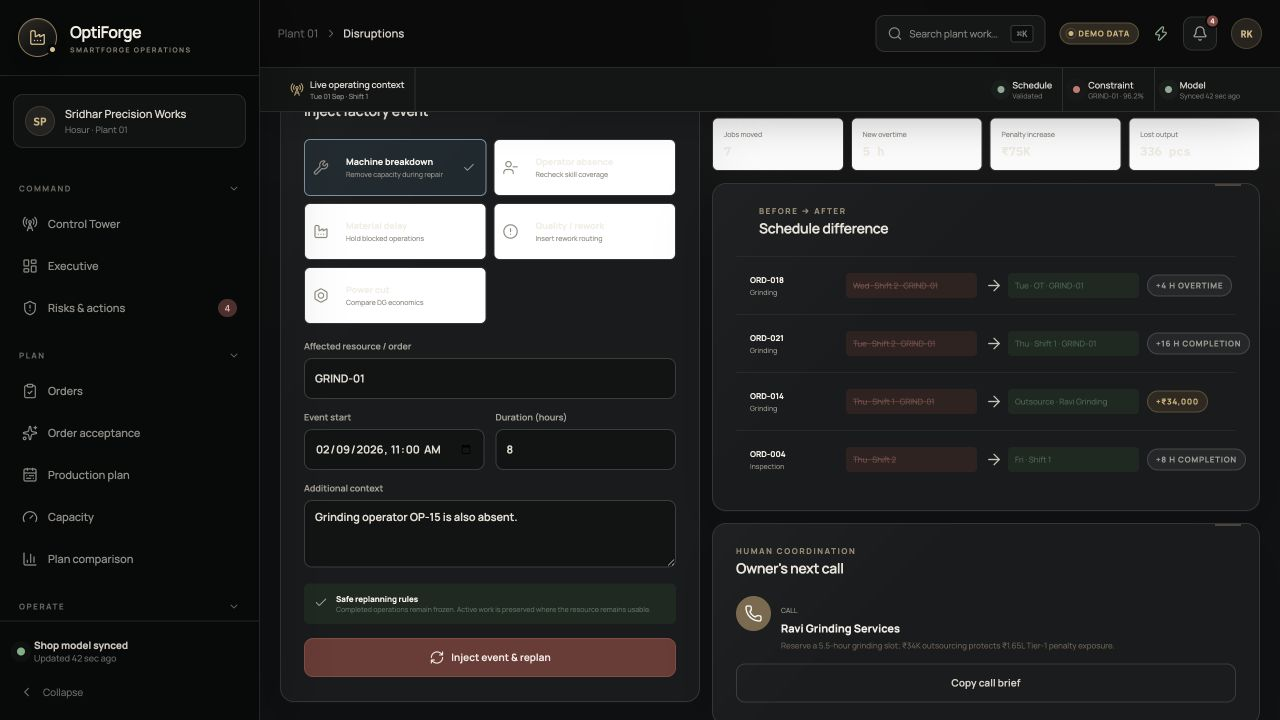 OptiForge
SMARTFORGE OPERATIONS
SP
Sridhar Precision Works
Hosur · Plant 01
COMMAND
Control Tower
Executive
Risks & actions
4
PLAN
Orders
Order acceptance
Production plan
Capacity
Plan comparison
OPERATE
Shop model synced
Updated 42 sec ago
Collapse
Plant 01 > Disruptions
Search plant work...
⌘K
DEMO DATA
4
RK
Live operating context
Tue 01 Sep · Shift 1
Schedule
Validated
Constraint
GRIND-01 · 96.2%
Model
Synced 42 sec ago
Inject factory event
Machine breakdown
Remove capacity during repair
Operator absence
Recheck skill coverage
Material delay
Hold blocked operations
Quality / rework
Insert rework routing
Power cut
Compare DG economics
Affected resource / order
GRIND-01
Event start
02/09/2026, 11:00 AM
Duration (hours)
8
Additional context
Grinding operator OP-15 is also absent.
Safe replanning rules
Completed operations remain frozen. Active work is preserved where the resource remains usable.
Inject event & replan
Jobs moved
7
New overtime
5 h
Penalty increase
₹75K
Lost output
336 pcs
BEFORE → AFTER
Schedule difference
ORD-018
Grinding
Wed · Shift 2 · GRIND-01
Tue · OT · GRIND-01
+4 H OVERTIME
ORD-021
Grinding
Tue · Shift 2 · GRIND-01
Thu · Shift 1 · GRIND-01
+16 H COMPLETION
ORD-014
Grinding
Thu · Shift 1 · GRIND-01
Outsource · Ravi Grinding
+₹34,000
ORD-004
Inspection
Thu · Shift 2
Fri · Shift 1
+8 H COMPLETION
HUMAN COORDINATION
Owner's next call
CALL
Ravi Grinding Services
Reserve a 5.5-hour grinding slot; ₹34K outsourcing protects ₹1.65L Tier-1 penalty exposure.
Copy call brief